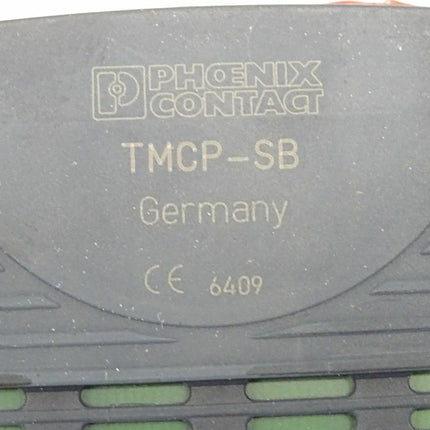 PHOENIX
CONTACT
TMCP-SB
Germany
CE 6409